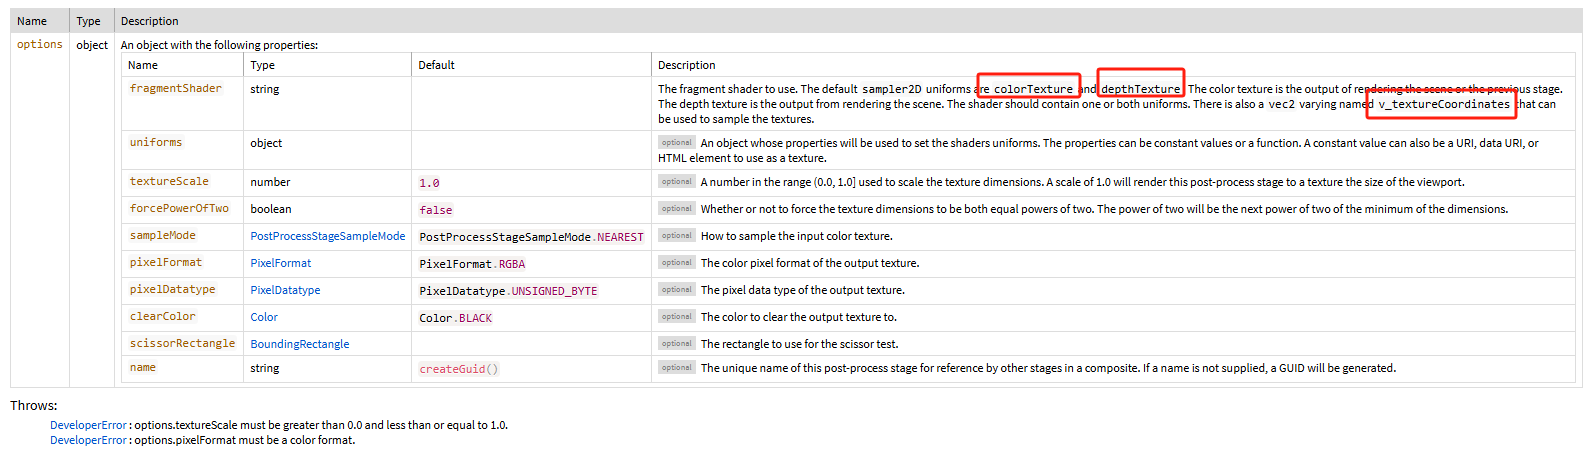 Name Type Description
options object An object with the following properties:
Name Type Default Description
fragmentShader string The fragment shader to use. The default sampler2D uniforms are colorTexture and depthTexture. The color texture is the output of rendering the scene or the previous stage.
The depth texture is the output from rendering the scene. The shader should contain one or both uniforms. There is also a vec2 varying named v_textureCoordinates that can
be used to sample the textures.
uniforms object optional An object whose properties will be used to set the shaders uniforms. The properties can be constant values or a function. A constant value can also be a URI, data URI, or
HTML element to use as a texture.
textureScale number 1.0 optional A number in the range (0.0, 1.0] used to scale the texture dimensions. A scale of 1.0 will render this post-process stage to a texture the size of the viewport.
forcePowerOfTwo boolean false optional Whether or not to force the texture dimensions to be both equal powers of two. The power of two will be the next power of two of the minimum of the dimensions.
sampleMode PostProcessStageSampleMode PostProcessStageSampleMode.NEAREST optional How to sample the input color texture.
pixelFormat PixelFormat PixelFormat.RGBA optional The color pixel format of the output texture.
pixelDatatype PixelDatatype PixelDatatype.UNSIGNED_BYTE optional The pixel data type of the output texture.
clearColor Color Color.BLACK optional The color to clear the output texture to.
scissorRectangle BoundingRectangle optional The rectangle to use for the scissor test.
name string createGuid() optional The unique name of this post-process stage for reference by other stages in a composite. If a name is not supplied, a GUID will be generated.
Throws:
DeveloperError : options.textureScale must be greater than 0.0 and less than or equal to 1.0.
DeveloperError : options.pixelFormat must be a color format.